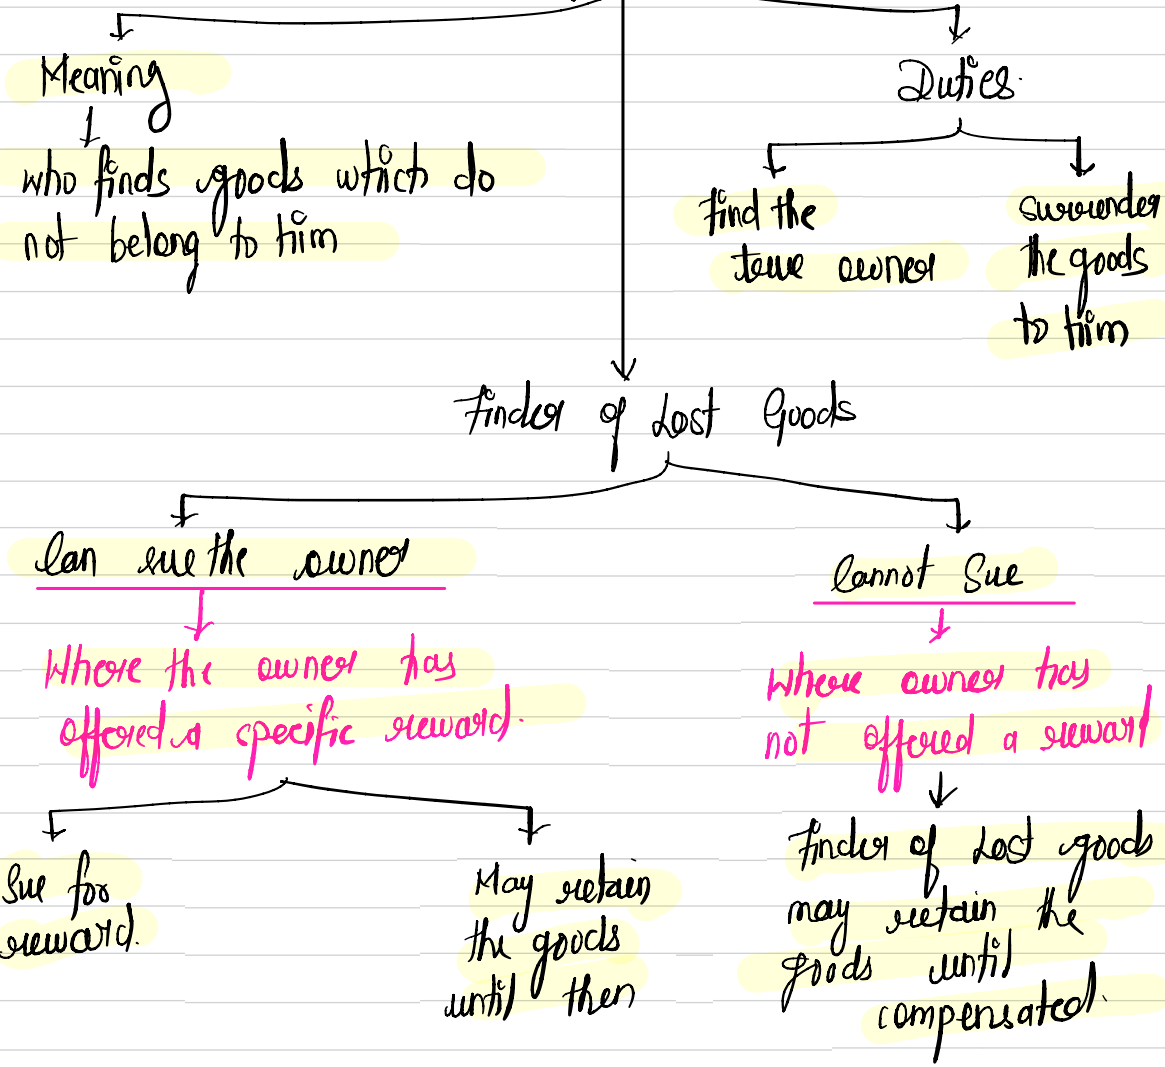 Meaning
who finds goods which do
not belong to him
Duties.
find the
true owner
surrender
the goods
to him
Finder of Lost Goods
Can sue the owner
Where the owner has
offered a specific reward.
Sue for
reward.
May retain
the goods
until then
Cannot Sue
where owner has
not offered a reward
Finder of Lost goods
may retain the
goods until
compensated.